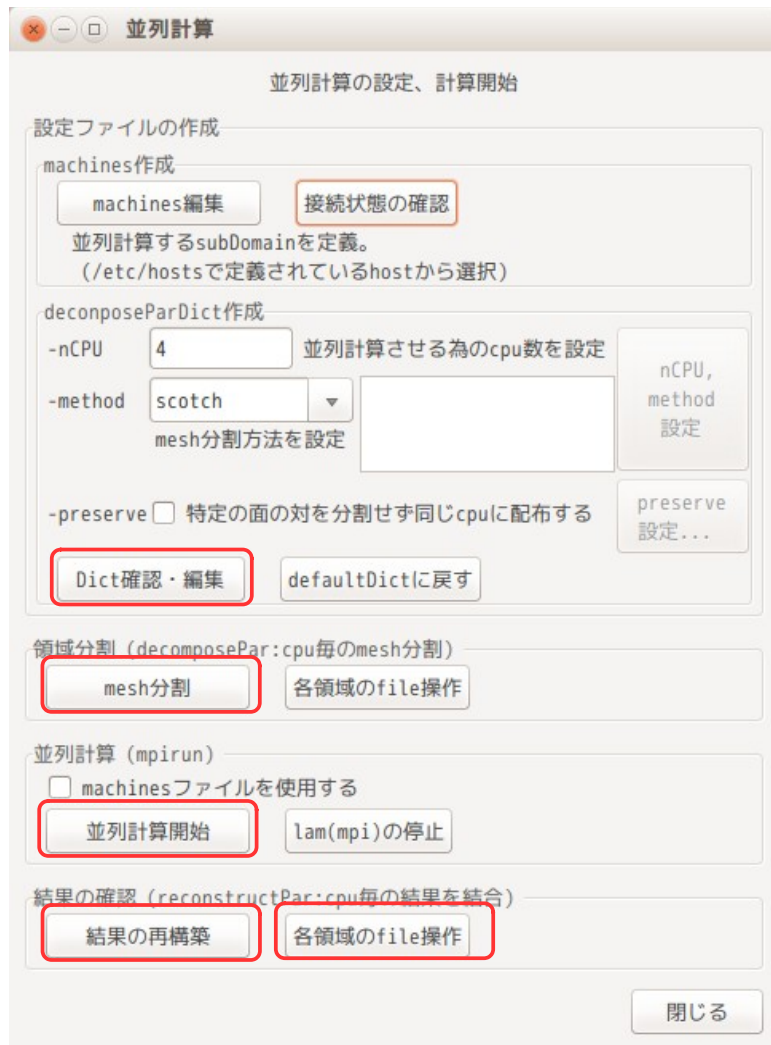 並列計算
並列計算の設定、計算開始
設定ファイルの作成
machines作成
machines編集 接続状態の確認
並列計算するsubDomainを定義。
(/etc/hostsで定義されているhostから選択)
deconposeParDict作成
-nCPU 4 並列計算させる為のcpu数を設定
nCPU,
method
設定
-method scotch
mesh分割方法を設定
-preserve 特定の面の対を分割せず同じcpuに配布する
preserve
設定...
Dict確認・編集 defaultDictに戻す
領域分割 (decomposePar:cpu毎のmesh分割)
mesh分割 各領域のfile操作
並列計算 (mpirun)
machinesファイルを使用する
並列計算開始 lam(mpi)の停止
結果の確認 (reconstructPar:cpu毎の結果を結合)
結果の再構築 各領域のfile操作
閉じる